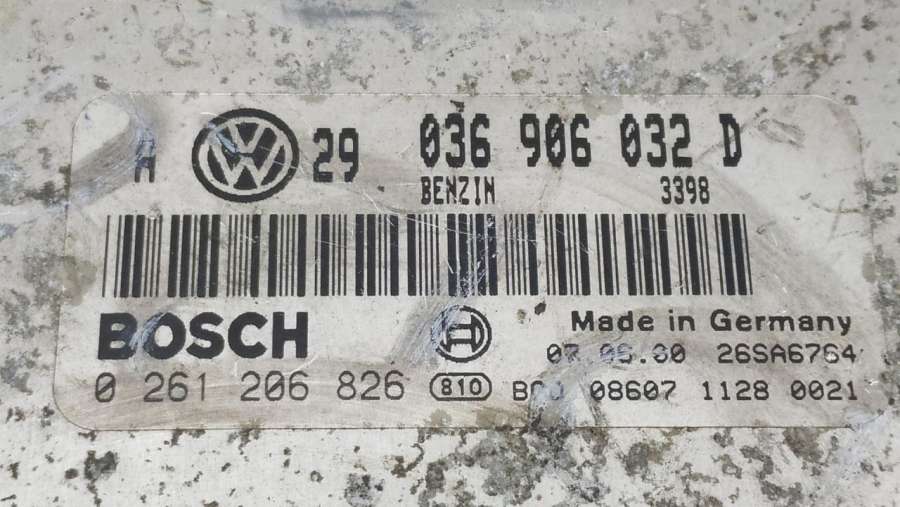 A VW 29 036 906 032 D
BENZIN 3398
BOSCH Made in Germany
26SA6764
0 261 206 826 810 08607 1128 0021